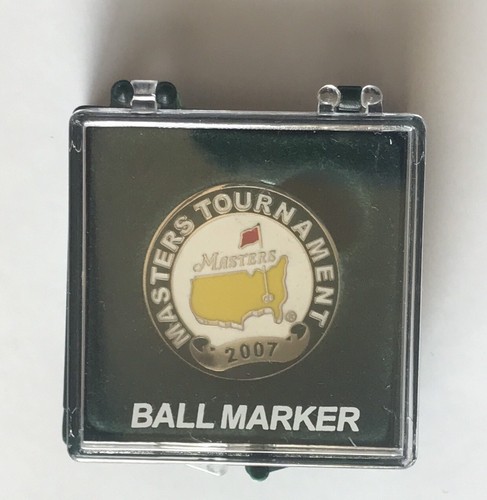 MASTERS TOURNAMENT
MASTERS
®
2007
BALL MARKER